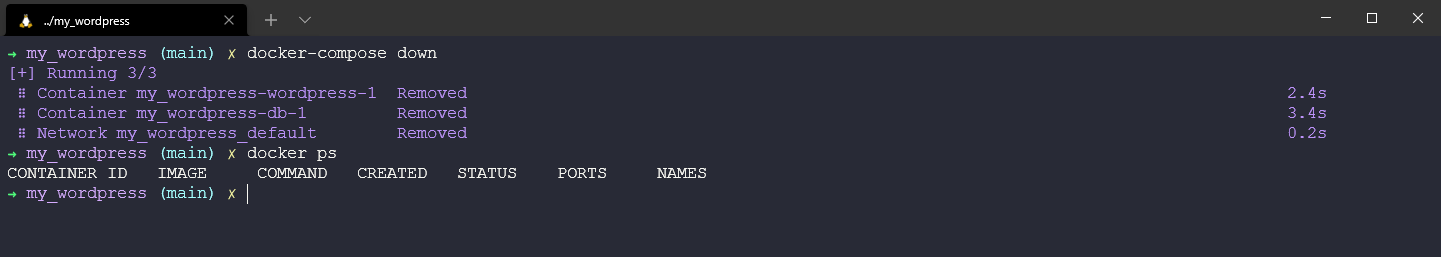 ../my_wordpress
→ my_wordpress (main) ✗ docker-compose down
[+] Running 3/3
⠿ Container my_wordpress-wordpress-1  Removed 2.4s
⠿ Container my_wordpress-db-1         Removed 3.4s
⠿ Network my_wordpress_default        Removed 0.2s
→ my_wordpress (main) ✗ docker ps
CONTAINER ID   IMAGE     COMMAND   CREATED   STATUS    PORTS     NAMES
→ my_wordpress (main) ✗